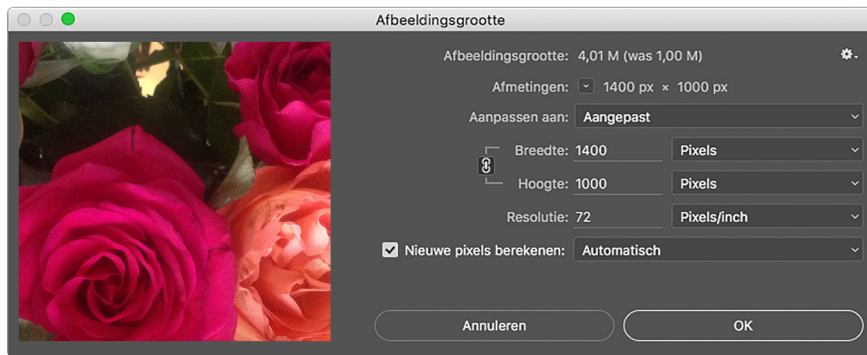 Afbeeldingsgrootte
Afbeeldingsgrootte: 4,01 M (was 1,00 M)
Afmetingen: 1400 px × 1000 px
Aanpassen aan: Aangepast
Breedte: 1400 Pixels
Hoogte: 1000 Pixels
Resolutie: 72 Pixels/inch
Nieuwe pixels berekenen: Automatisch
Annuleren OK